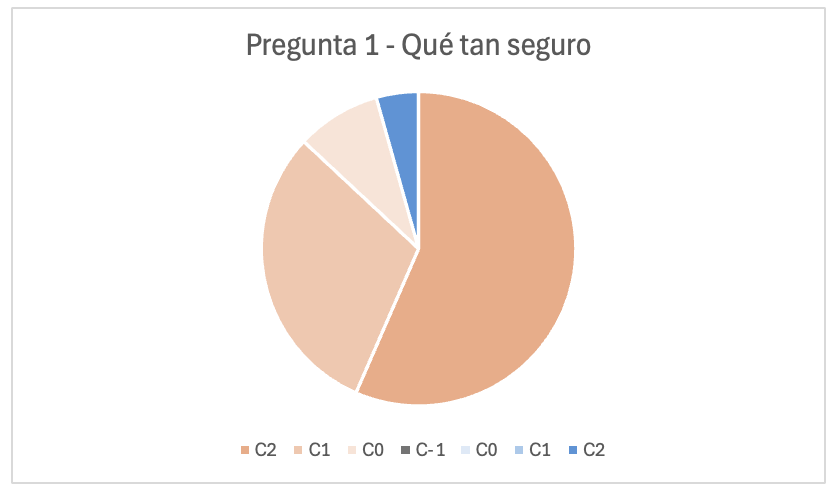 Pregunta 1 - Qué tan seguro
C2 C1 C0 C-1 C0 C1 C2